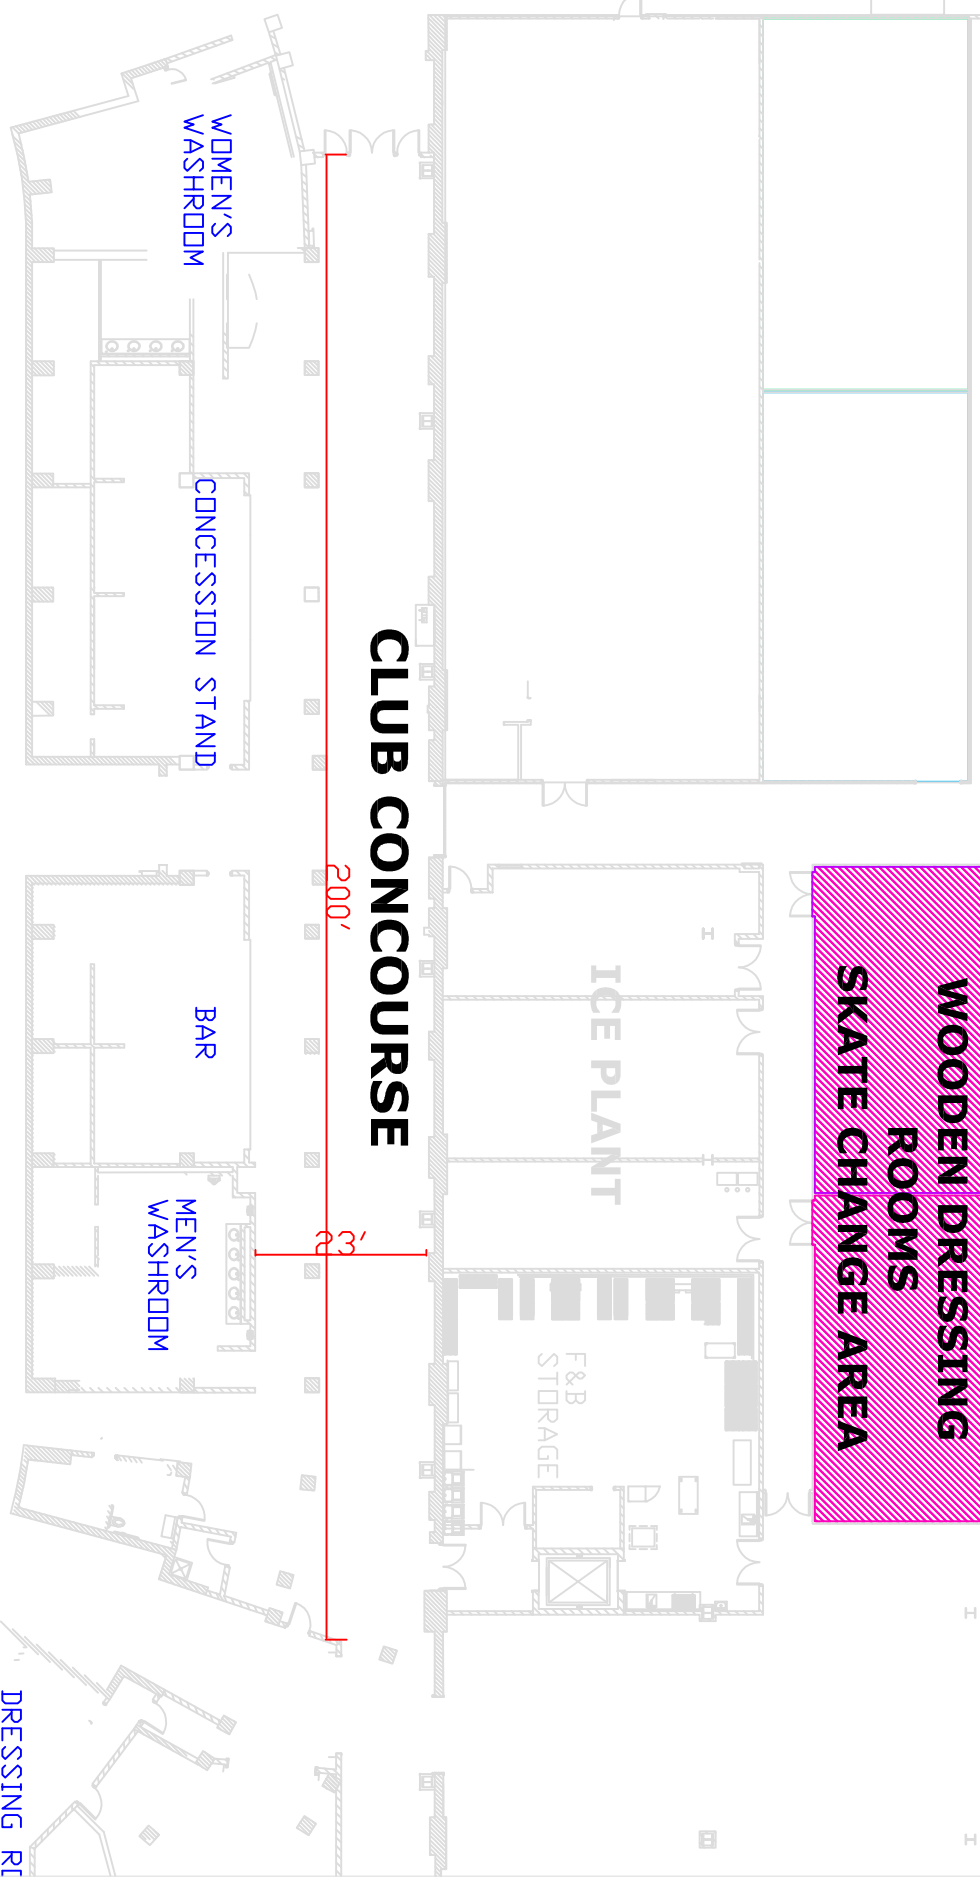 WOMEN'S
WASHROOM
CONCESSION STAND
CLUB CONCOURSE
200'
BAR
ICE PLANT
WOODEN DRESSING
ROOMS
SKATE CHANGE AREA
MEN'S
WASHROOM
23'
F&B
STORAGE
DRESSING